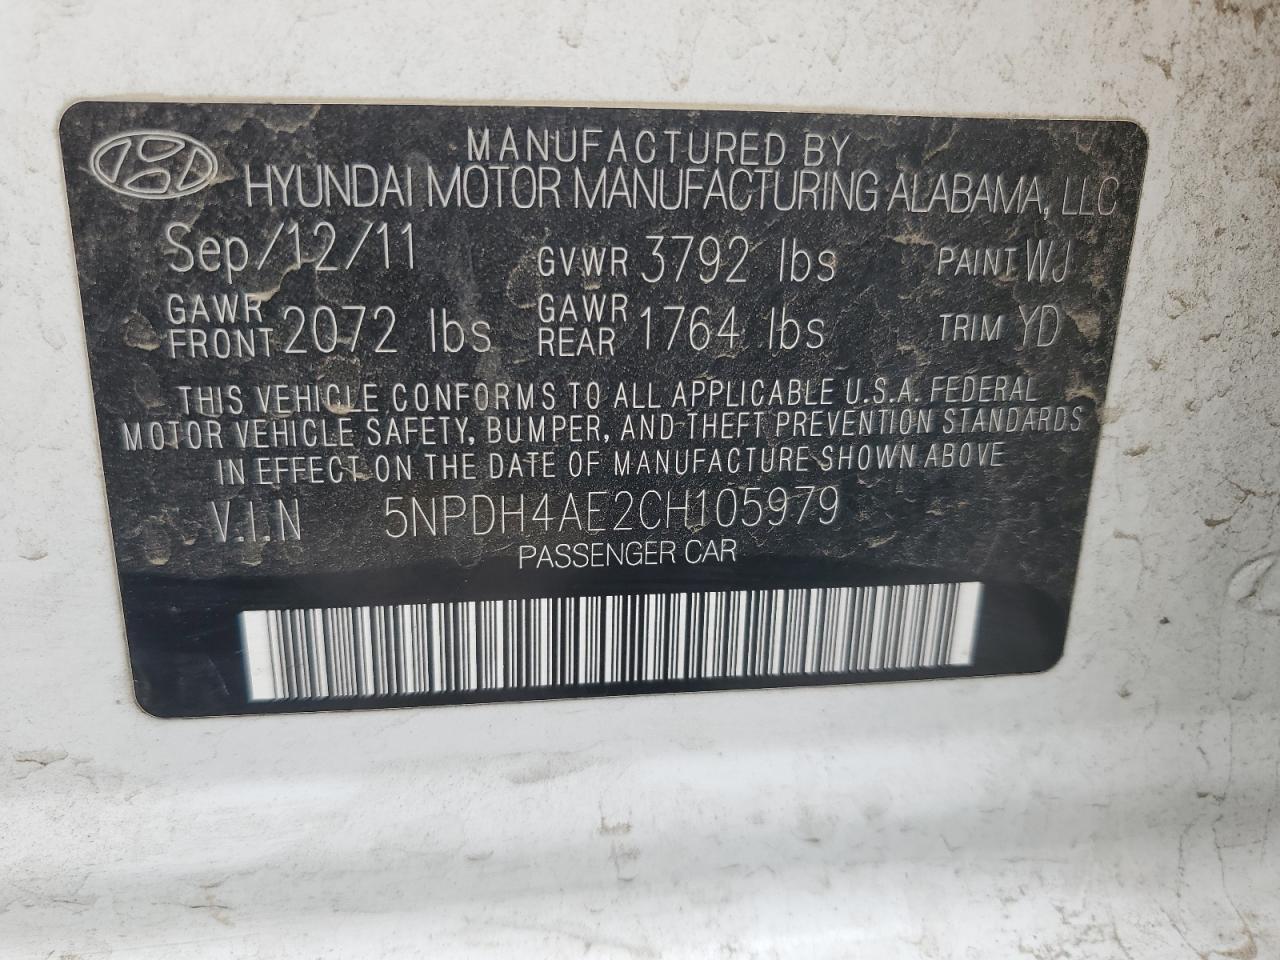 MANUFACTURED BY
HYUNDAI MOTOR MANUFACTURING ALABAMA, LLC
Sep/12/11 GVWR 3792 lbs PAINT WJ
GAWR FRONT 2072 lbs GAWR REAR 1764 lbs TRIM YD
THIS VEHICLE CONFORMS TO ALL APPLICABLE U.S.A. FEDERAL
MOTOR VEHICLE SAFETY, BUMPER, AND THEFT PREVENTION STANDARDS
IN EFFECT ON THE DATE OF MANUFACTURE SHOWN ABOVE
V.I.N 5NPDH4AE2CH105979
PASSENGER CAR